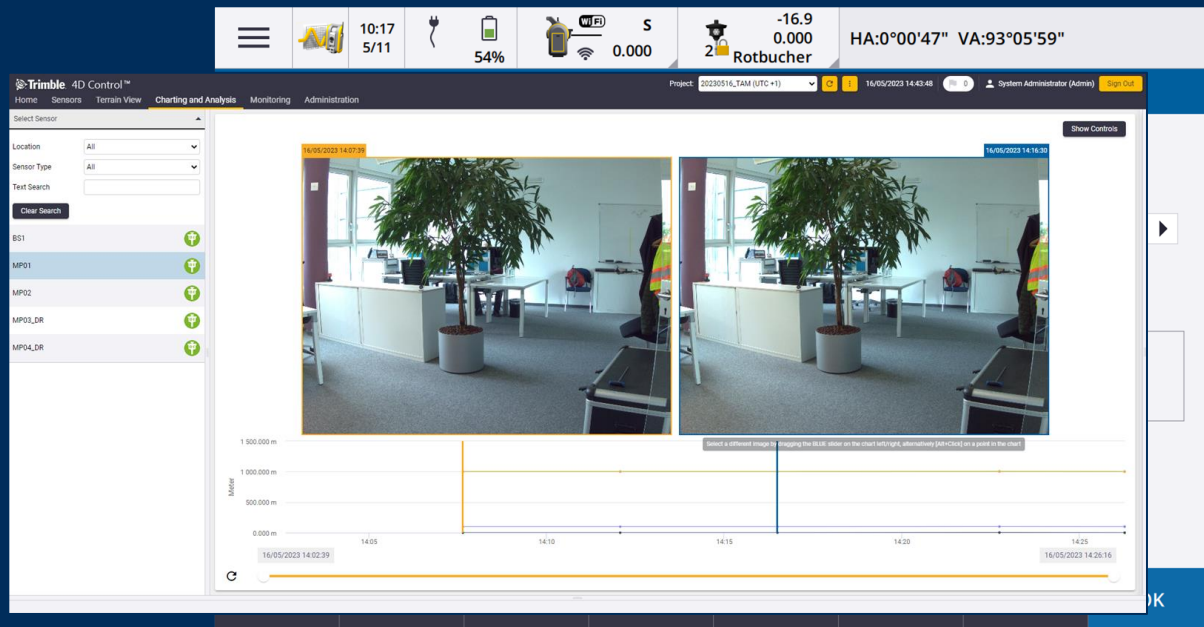 10:17
5/11
54%
WiFi
S
0.000
-16.9
0.000
2
Rotbucher
HA:0°00'47" VA:93°05'59"
Trimble. 4D Control™
Project: 20230516_TAM (UTC +1)
16/05/2023 14:43:48
0
System Administrator (Admin)
Sign Out
Home
Sensors
Terrain View
Charting and Analysis
Monitoring
Administration
Select Sensor
Show Controls
Location
All
Sensor Type
All
Text Search
Clear Search
BS1
MP01
MP02
MP03_DR
MP04_DR
16/05/2023 14:07:39
16/05/2023 14:16:30
Select a different image by dragging the BLUE slider on the chart left/right, alternatively [Alt+Click] on a point in the chart
Meter
1 500.000 m
1 000.000 m
500.000 m
0.000 m
14:05
14:10
14:15
14:20
14:25
16/05/2023 14:02:39
16/05/2023 14:26:16